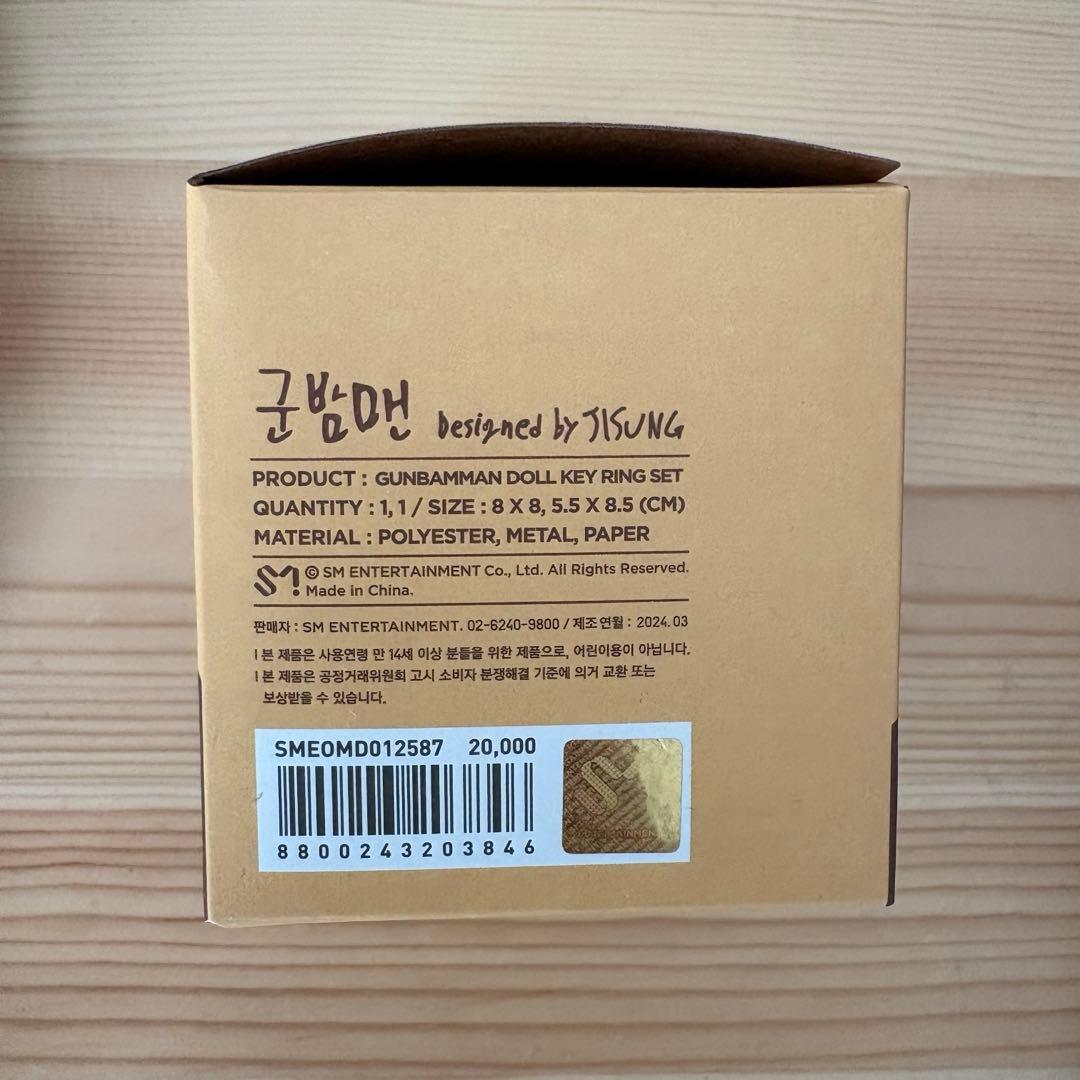 군밤맨 Designed by JISUNG
PRODUCT : GUNBAMMAN DOLL KEY RING SET
QUANTITY : 1, 1 / SIZE : 8 X 8, 5.5 X 8.5 (CM)
MATERIAL : POLYESTER, METAL, PAPER
SM
© SM ENTERTAINMENT Co., Ltd. All Rights Reserved.
Made in China.
판매자 : SM ENTERTAINMENT. 02-6240-9800 / 제조연월 : 2024. 03
l 본 제품은 사용연령 만 14세 이상 분들을 위한 제품으로, 어린이용이 아닙니다.
l 본 제품은 공정거래위원회 고시 소비자 분쟁해결 기준에 의거 교환 또는
보상받을 수 있습니다.
SMEOMD012587 20,000
8800243203846